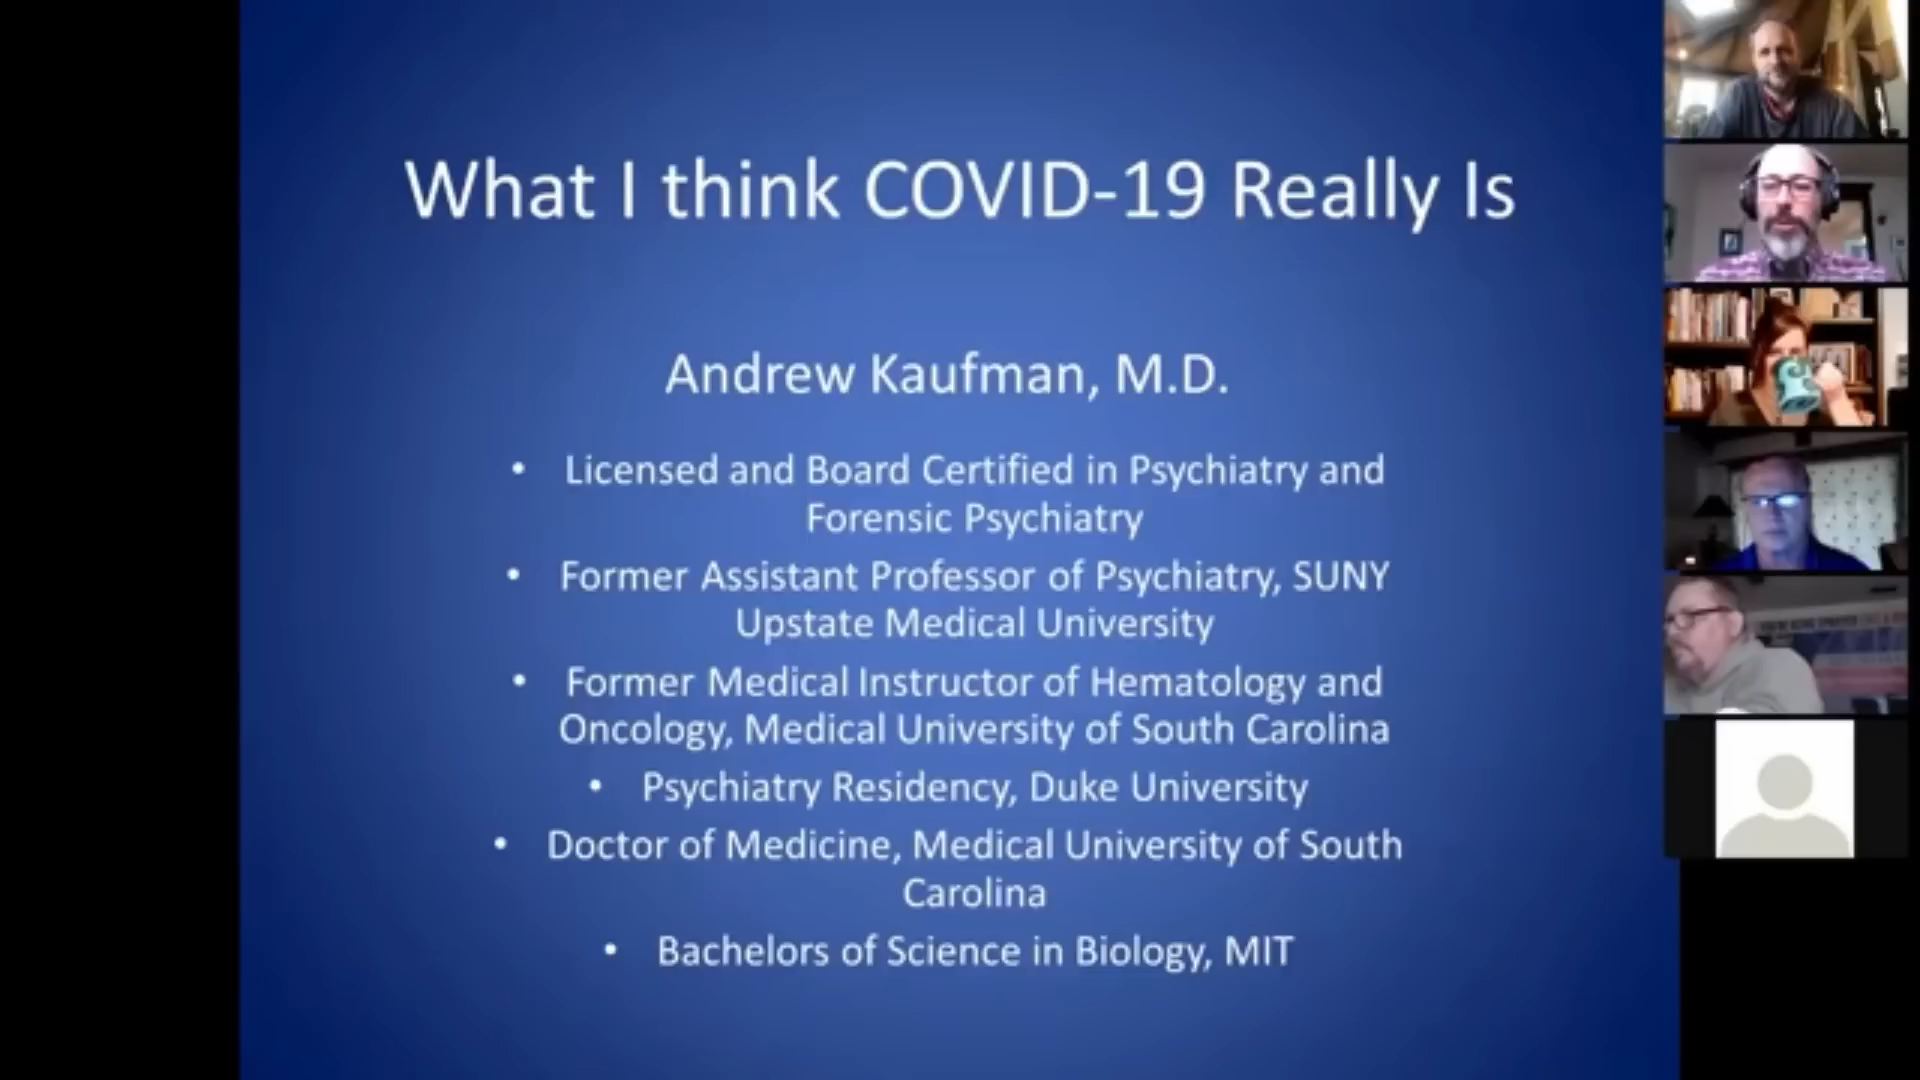 What I think COVID-19 Really Is
Andrew Kaufman, M.D.
• Licensed and Board Certified in Psychiatry and
Forensic Psychiatry
• Former Assistant Professor of Psychiatry, SUNY
Upstate Medical University
• Former Medical Instructor of Hematology and
Oncology, Medical University of South Carolina
• Psychiatry Residency, Duke University
• Doctor of Medicine, Medical University of South
Carolina
• Bachelors of Science in Biology, MIT